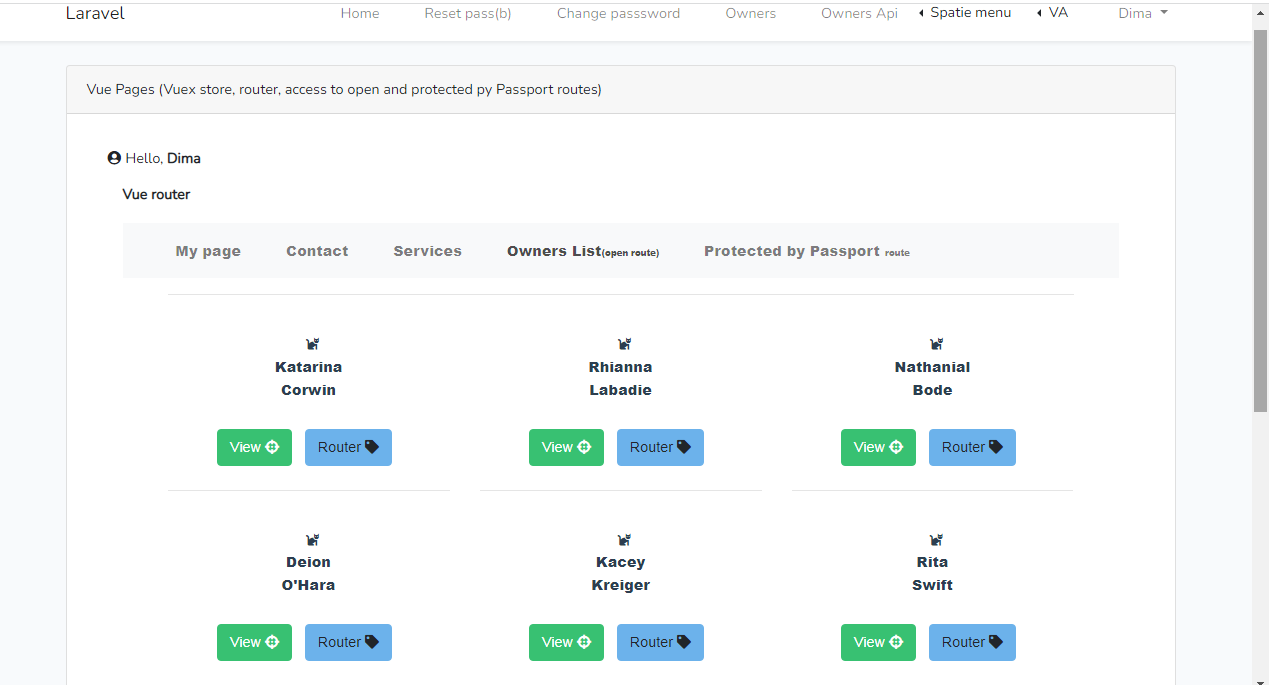 Laravel Home Reset pass(b) Change passsword Owners Owners Api Spatie menu VA Dima
Vue Pages (Vuex store, router, access to open and protected py Passport routes)
Hello, Dima
Vue router
My page Contact Services Owners List(open route) Protected by Passport route
Katarina Rhianna Nathanial
Corwin Labadie Bode
View Router View Router View Router
Deion Kacey Rita
O'Hara Kreiger Swift
View Router View Router View Router